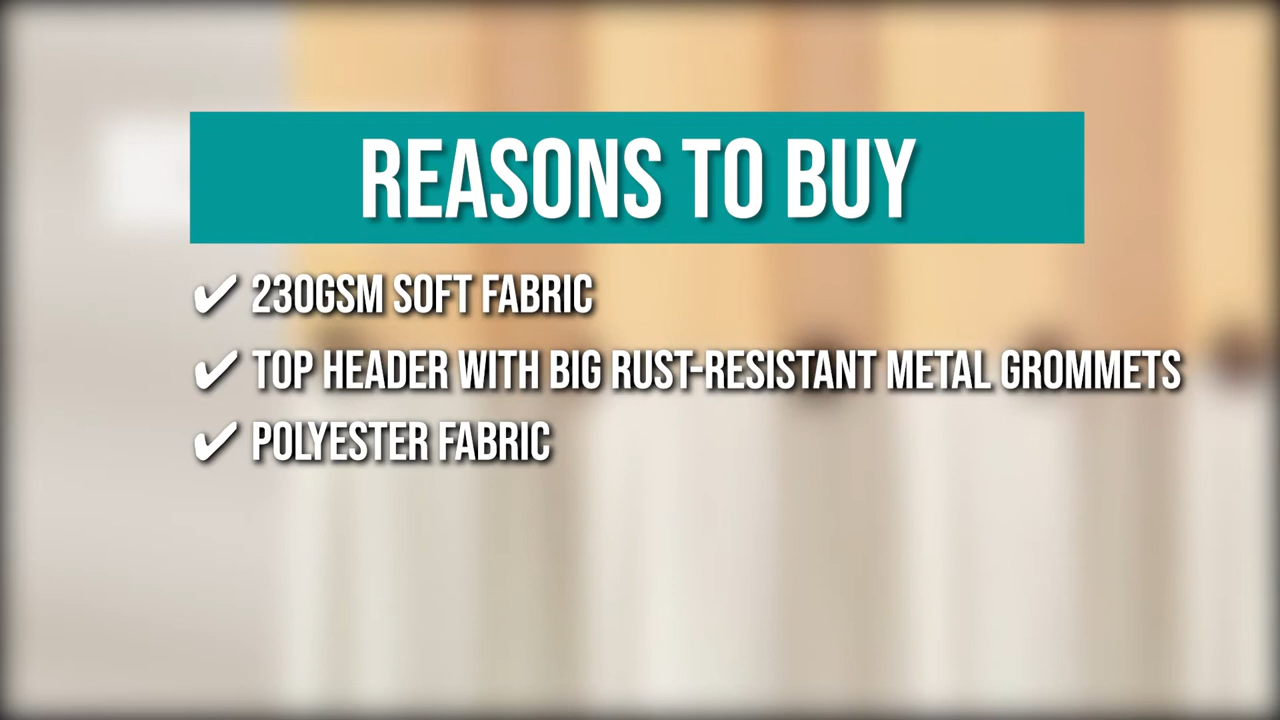 REASONS TO BUY
✔ 230GSM SOFT FABRIC
✔ TOP HEADER WITH BIG RUST-RESISTANT METAL GROMMETS
✔ POLYESTER FABRIC